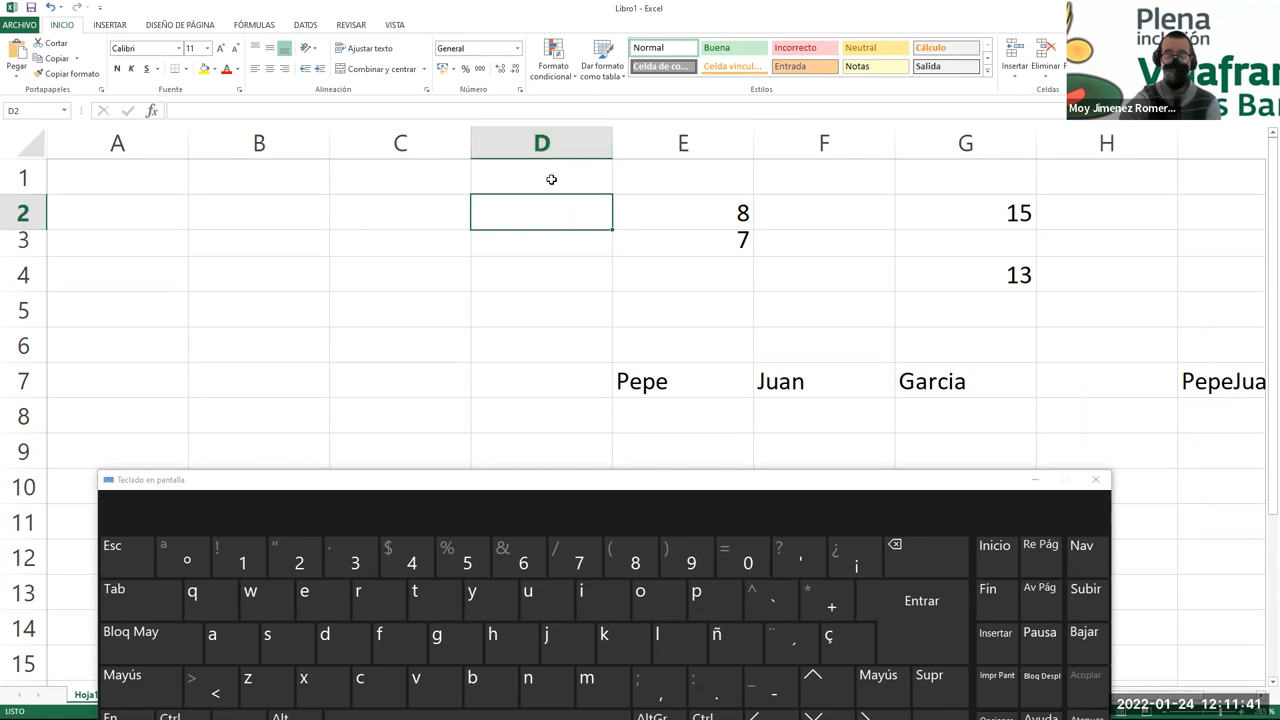 Libro1 - Excel
ARCHIVO INICIO INSERTAR DISEÑO DE PÁGINA FÓRMULAS DATOS REVISAR VISTA
Pegar
Cortar
Copiar
Copiar formato
Portapapeles
Calibri 11
N K S
Fuente
Ajustar texto
Combinar y centrar
Alineación
General
% 000
Número
Formato condicional
Dar formato como tabla
Normal Buena Incorrecto Neutral Cálculo
Celda de co... Celda vincul... Entrada Notas Salida
Estilos
Insertar Eliminar
Celdas
Plena
inclusión
Moy Jimenez Romer...
D2
fx
A B C D E F G H
1
2 8 15
3 7
4 13
5
6
7 Pepe Juan Garcia PepeJua
8
9
10
11
12
13
14
15
Teclado en pantalla
Esc ª º ! 1 " 2 · 3 $ 4 % 5 & 6 / 7 ( 8 ) 9 = 0 ? ' ¿ ¡ Inicio Re Pág Nav
Tab q w e r t y u i o p ^ ` * + Entrar Fin Av Pág Subir
Bloq May a s d f g h j k l ñ ¨ ´ ç Insertar Pausa Bajar
Mayús > < z x c v b n m ; , : . _ - Mayús Supr Impr Pant Bloq Despl Acoplar
Fn Ctrl Alt AltGr Ctrl Opciones Ayuda
Hoja1
LISTO
2022-01-24 12:11:41